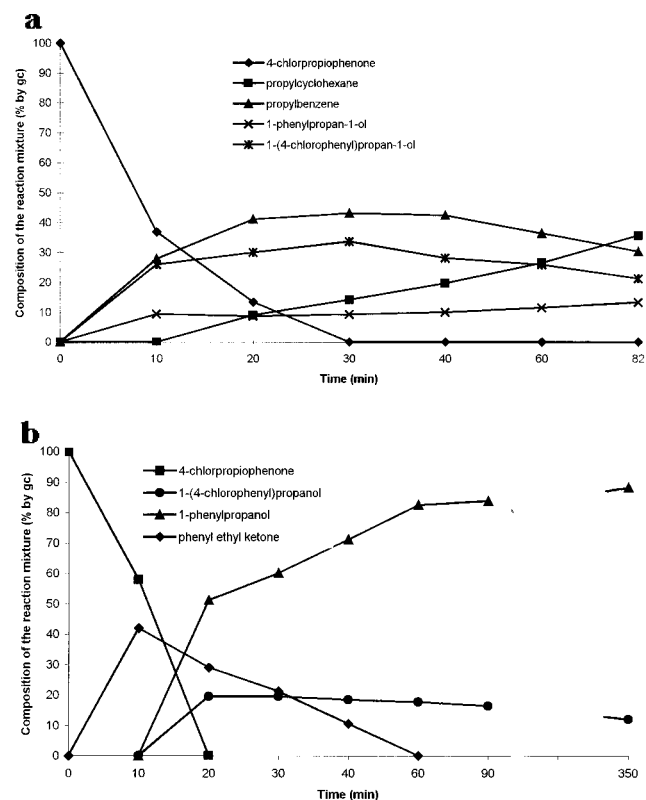 a
100
90
80
70
60
50
40
30
20
10
0
Composition of the reaction mixture (% by gc)
4-chlorpropiophenone
propylcyclohexane
propylbenzene
1-phenylpropan-1-ol
1-(4-chlorophenyl)propan-1-ol
0 10 20 30 40 60 82
Time (min)
b
100
90
80
70
60
50
40
30
20
10
0
Composition of the reaction mixture (% by gc)
4-chlorpropiophenone
1-(4-chlorophenyl)propanol
1-phenylpropanol
phenyl ethyl ketone
0 10 20 30 40 60 90 350
Time (min)